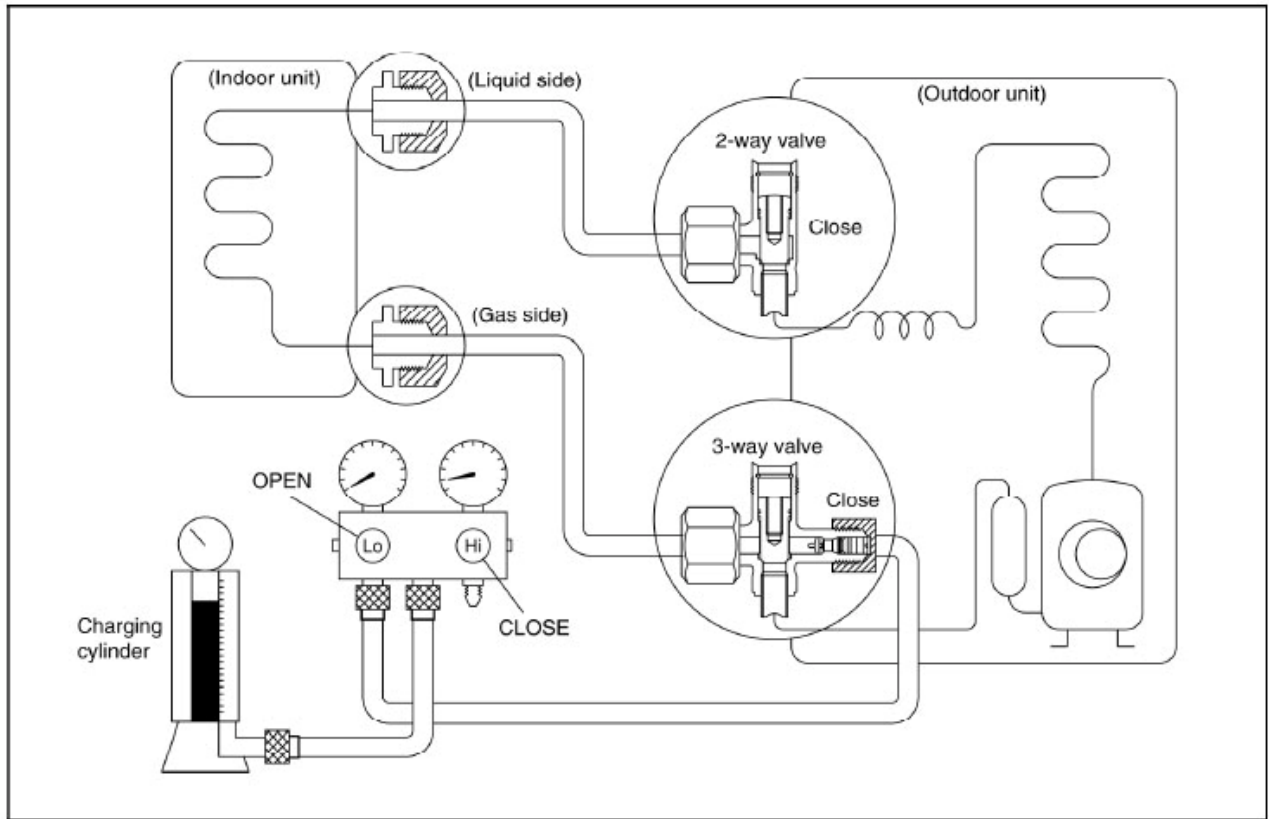 (Indoor unit)
(Liquid side)
(Outdoor unit)
2-way valve
Close
(Gas side)
3-way valve
Close
OPEN
Lo
Hi
CLOSE
Charging
cylinder